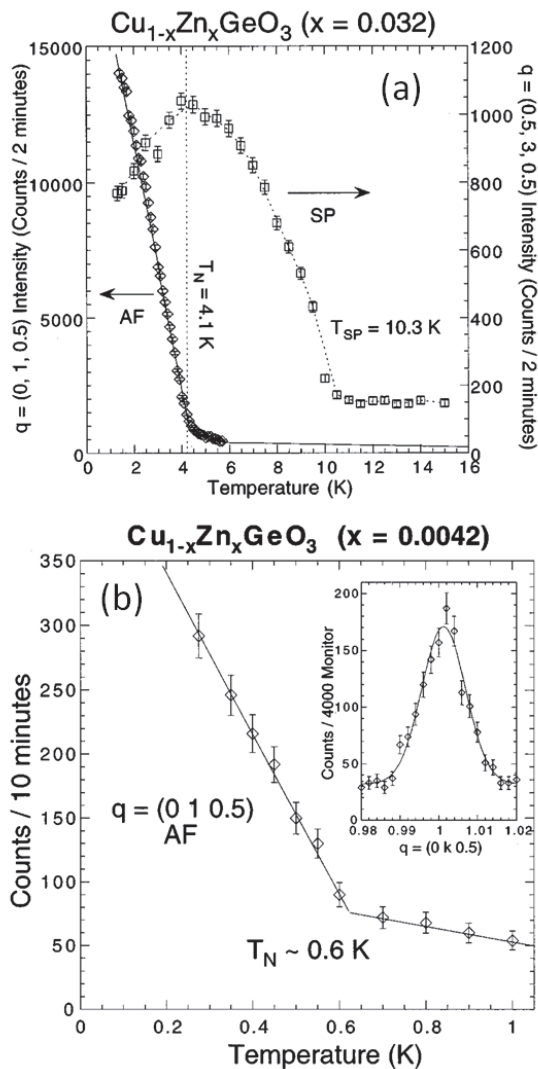 Cu1-xZnxGeO3 (x = 0.032)
15000
10000
5000
0
q = (0, 1, 0.5) Intensity (Counts / 2 minutes)
(a)
SP
AF
TN = 4.1 K
TSP = 10.3 K
1200
1000
800
600
400
200
0
q = (0.5, 3, 0.5) Intensity (Counts / 2 minutes)
0 2 4 6 8 10 12 14 16
Temperature (K)
Cu1-xZnxGeO3 (x = 0.0042)
350
300
250
200
150
100
50
0
Counts / 10 minutes
(b)
q = (0 1 0.5)
AF
TN ~ 0.6 K
200
150
100
50
0
Counts / 4000 Monitor
0.98 0.99 1 1.01 1.02
q = (0 k 0.5)
0 0.2 0.4 0.6 0.8 1
Temperature (K)